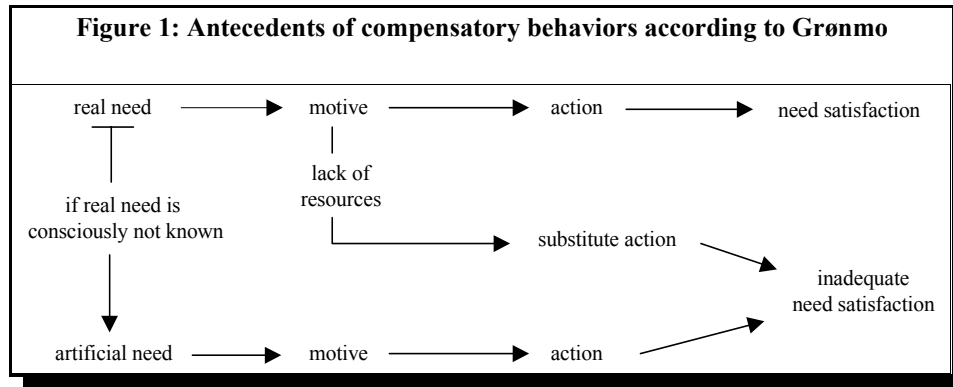 Figure 1: Antecedents of compensatory behaviors according to Grønmo
real need motive action need satisfaction
lack of
resources
if real need is
consciously not known
substitute action
inadequate
need satisfaction
artificial need motive action